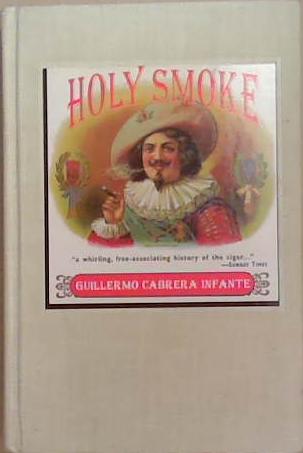 HOLY SMOKE
"a whirling, free-associating history of the cigar..."
—SUNDAY TIMES
GUILLERMO CABRERA INFANTE